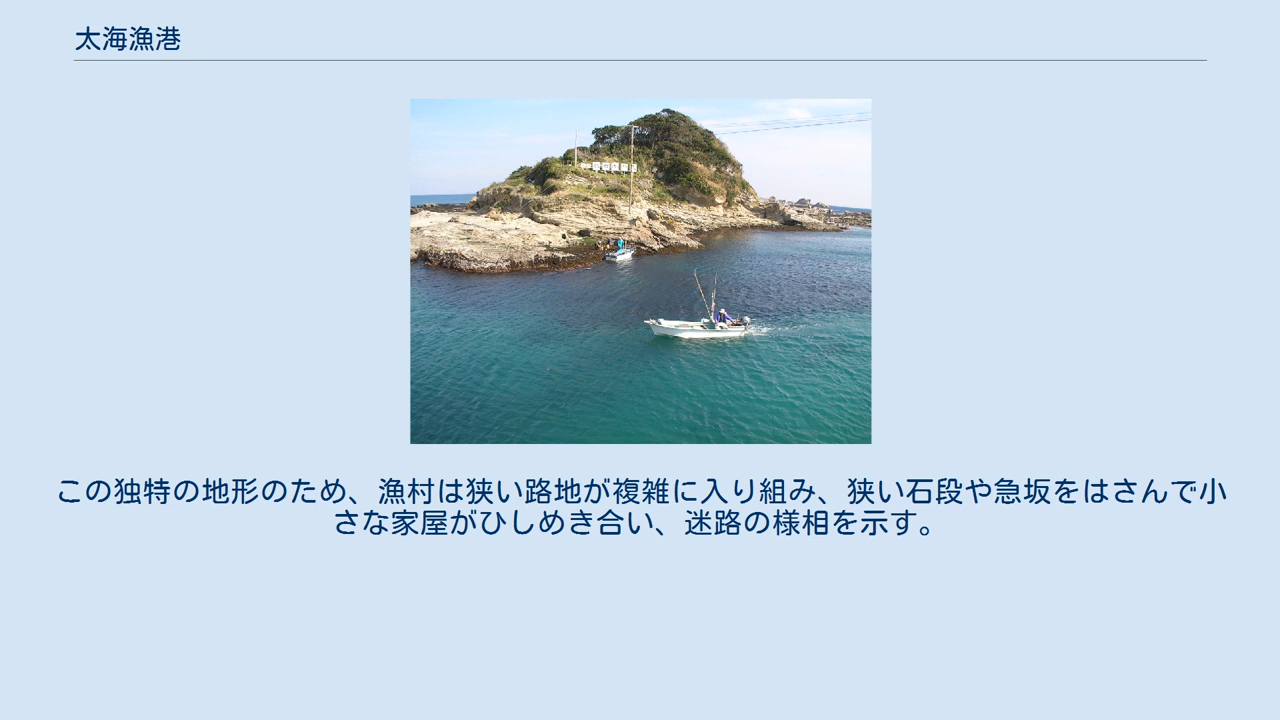 太海漁港
この独特の地形のため、漁村は狭い路地が複雑に入り組み、狭い石段や急坂をはさんで小
さな家屋がひしめき合い、迷路の様相を示す。